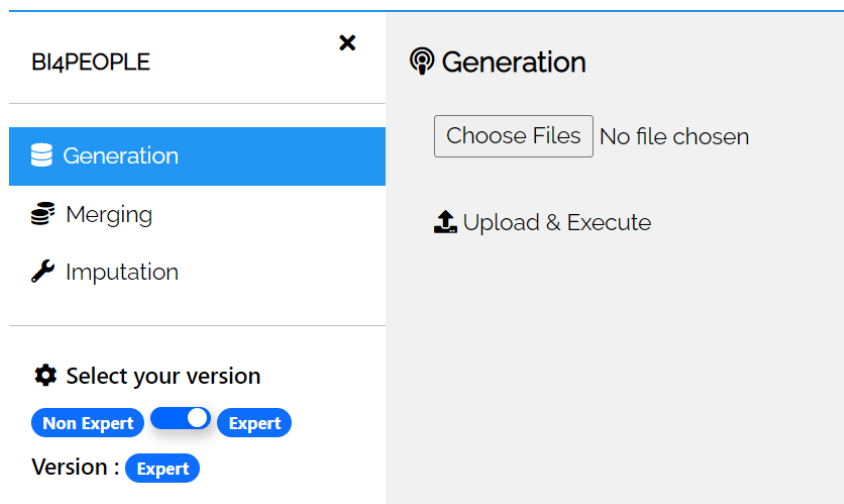 BI4PEOPLE
Generation
Merging
Imputation
Select your version
Non Expert Expert
Version : Expert
Generation
Choose Files No file chosen
Upload & Execute